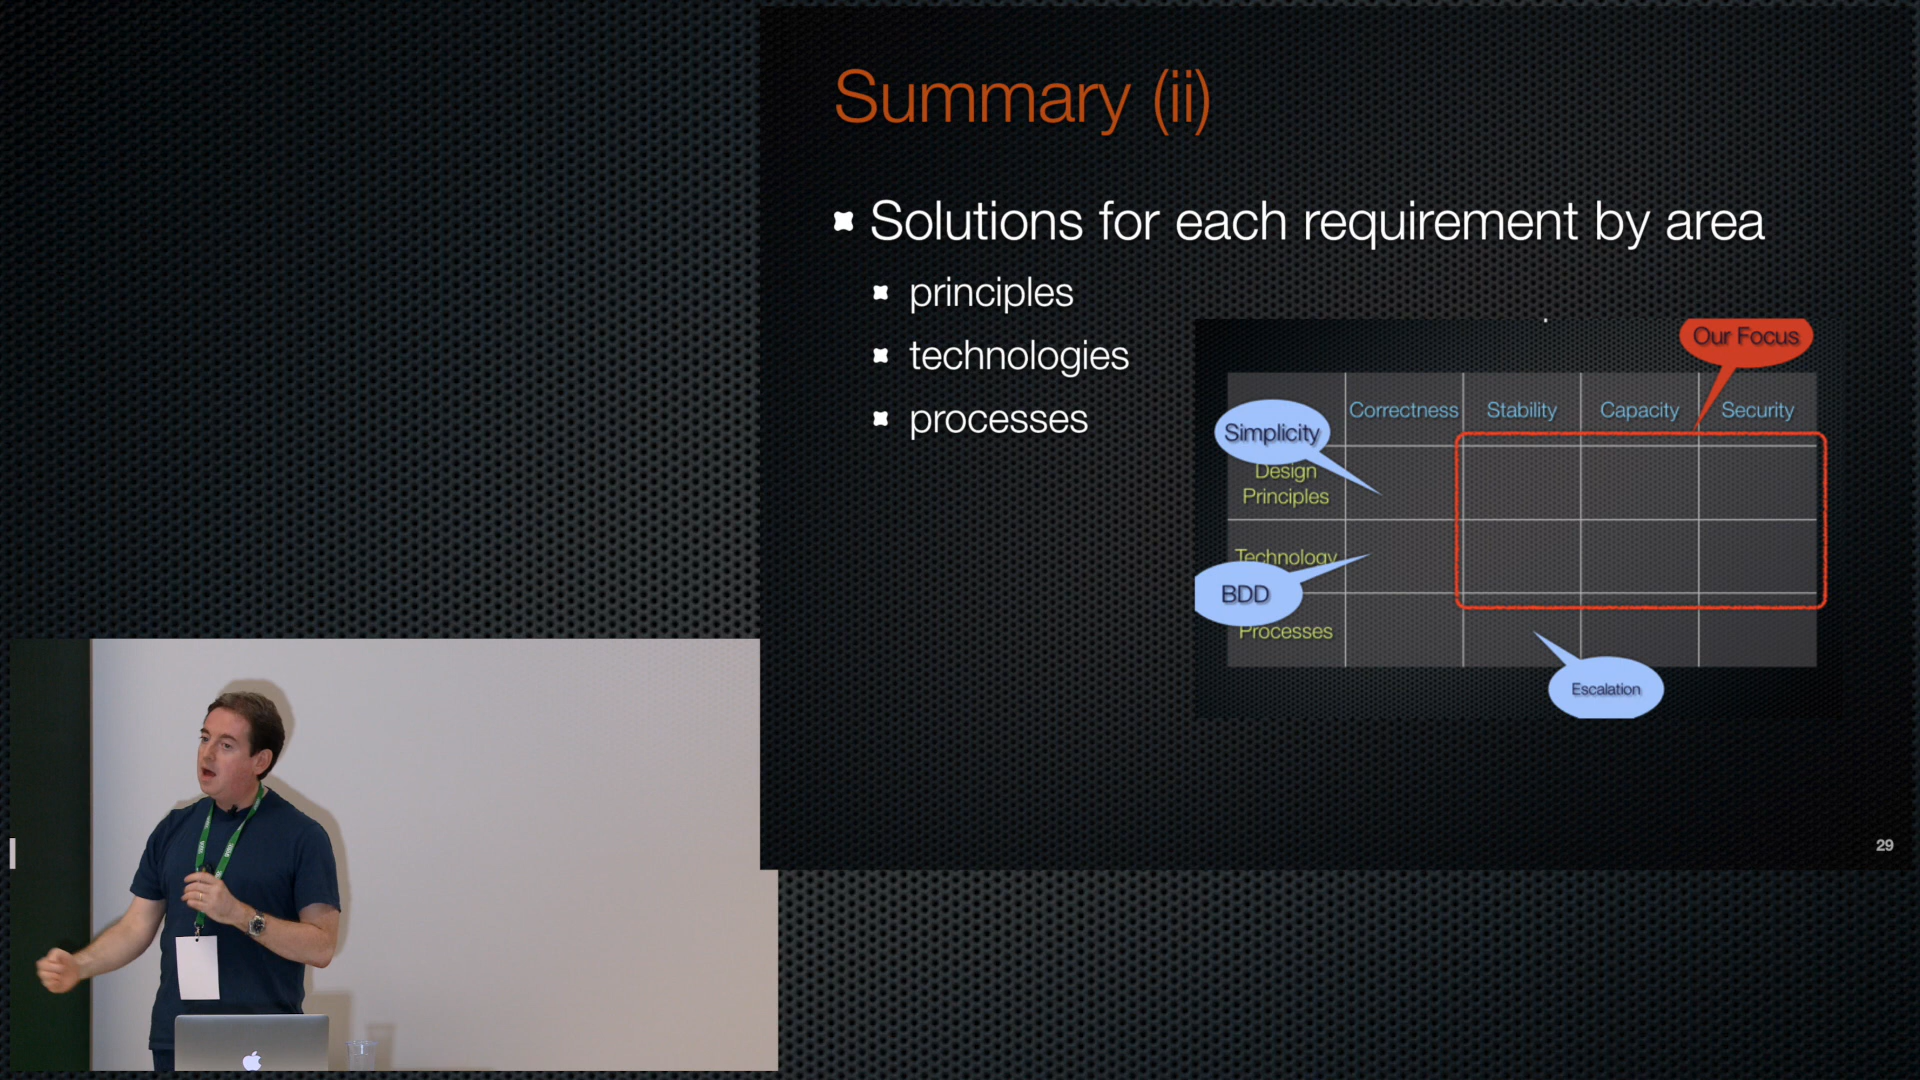 Summary (ii)
Solutions for each requirement by area
principles
technologies
processes
Our Focus
Correctness Stability Capacity Security
Simplicity
Design
Principles
Technology
BDD
Processes
Escalation
29